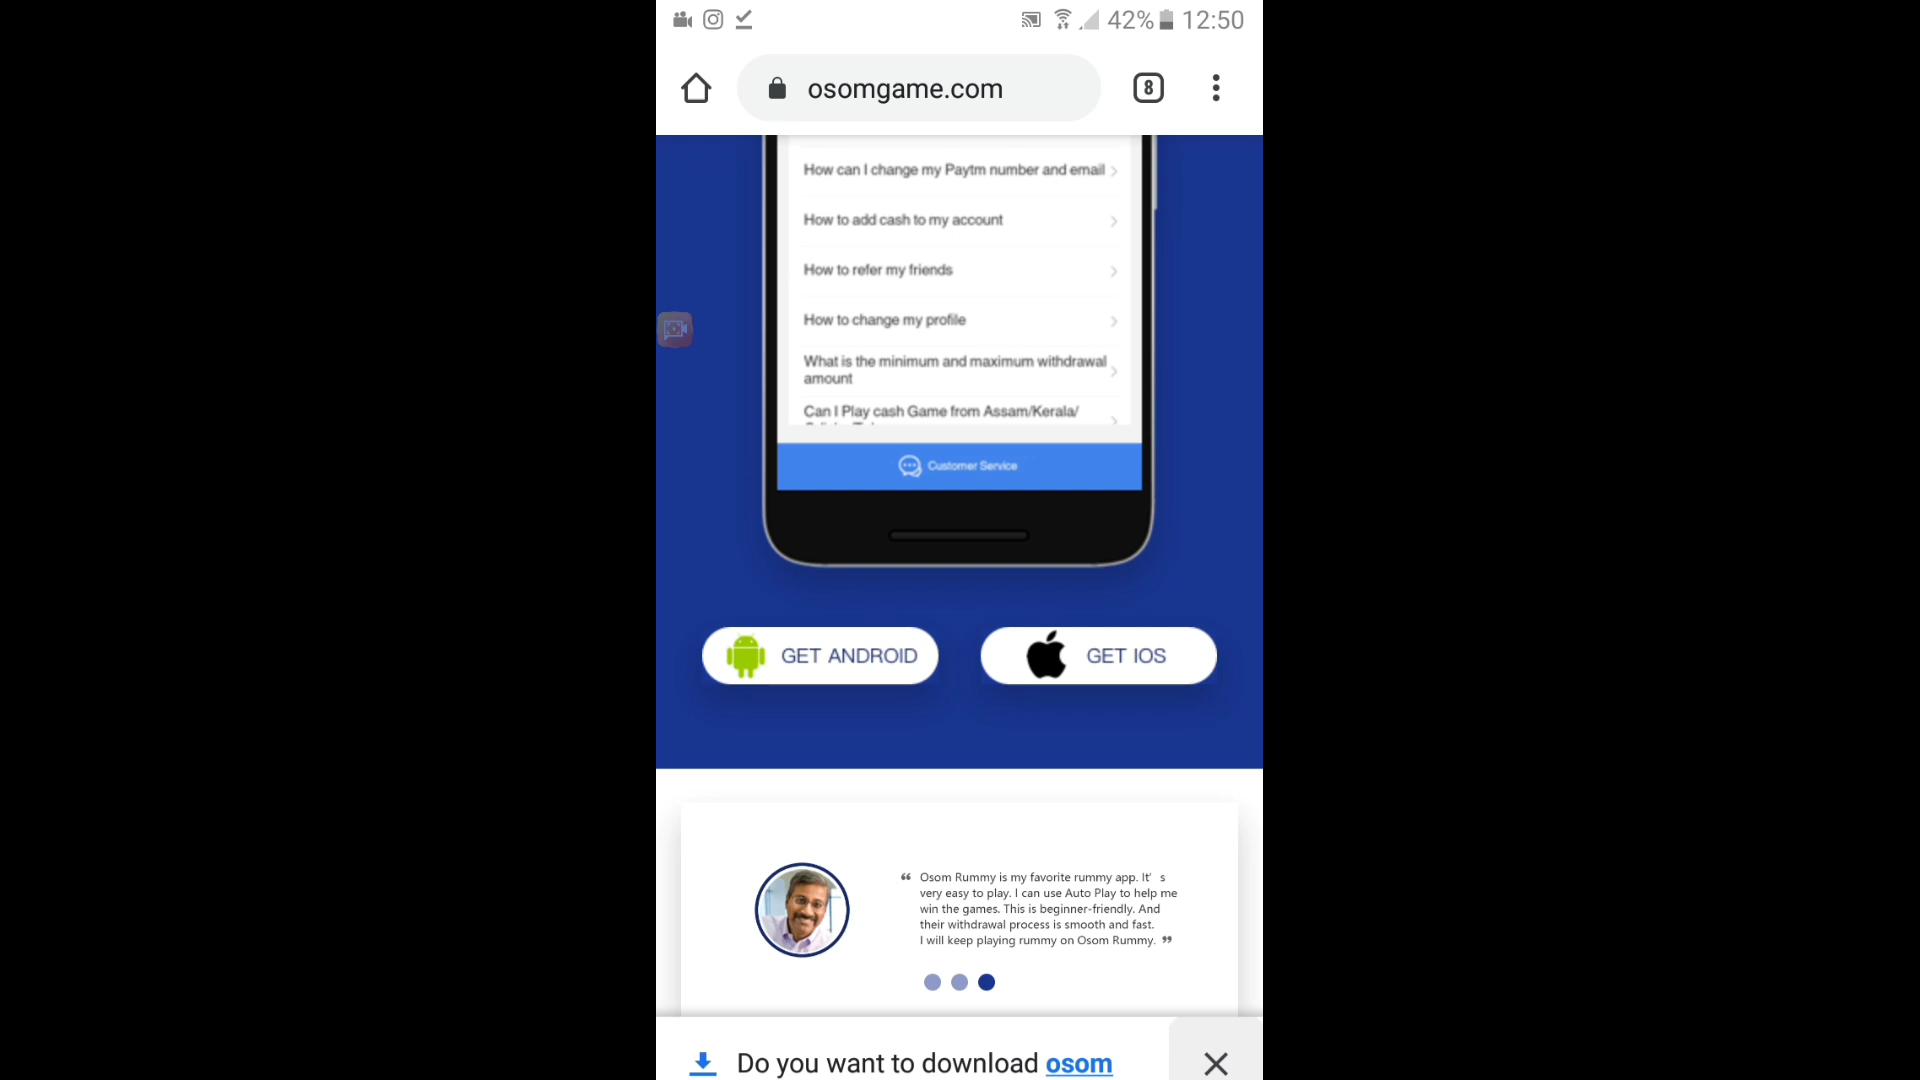 42% 12:50
osomgame.com
8
How can I change my Paytm number and email
How to add cash to my account
How to refer my friends
How to change my profile
What is the minimum and maximum withdrawal
amount
Can I Play cash Game from Assam/Kerala/
Customer Service
GET ANDROID GET IOS
“ Osom Rummy is my favorite rummy app. It’ s
very easy to play. I can use Auto Play to help me
win the games. This is beginner-friendly. And
their withdrawal process is smooth and fast.
I will keep playing rummy on Osom Rummy. ”
Do you want to download osom